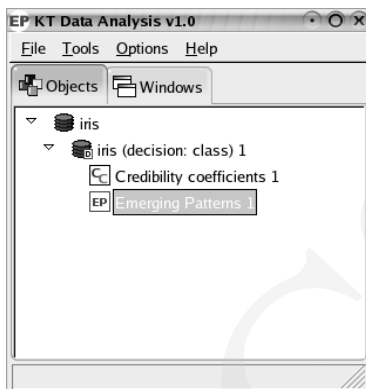 EP KT Data Analysis v1.0
File Tools Options Help
Objects Windows
iris
D iris (decision: class) 1
CC Credibility coefficients 1
EP Emerging Patterns 1